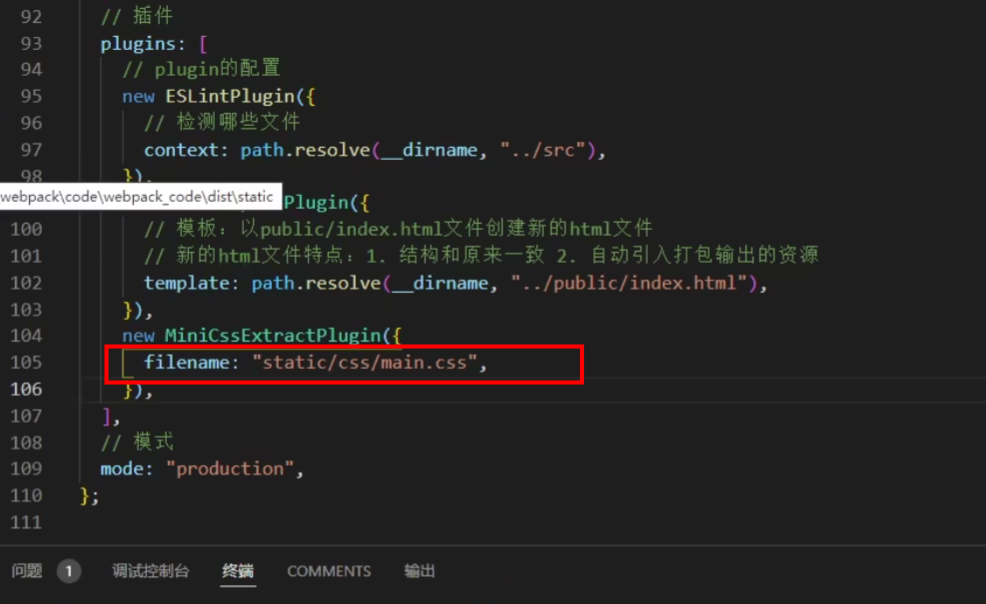 92 // 插件
93 plugins: [
94 // plugin的配置
95 new ESLintPlugin({
96 // 检测哪些文件
97 context: path.resolve(__dirname, "../src"),
98 }),
webpack\code\webpack_code\dist\static Plugin({
100 // 模板：以public/index.html文件创建新的html文件
101 // 新的html文件特点：1. 结构和原来一致 2. 自动引入打包输出的资源
102 template: path.resolve(__dirname, "../public/index.html"),
103 }),
104 new MiniCssExtractPlugin({
105 filename: "static/css/main.css",
106 }),
107 ],
108 // 模式
109 mode: "production",
110 };
111
问题 1 调试控制台 终端 COMMENTS 输出